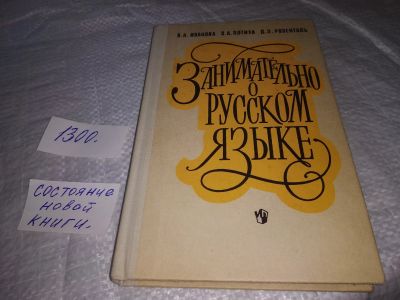 В.А. ИВАНОВА З.А. ПОТИХА Д.Э. РОЗЕНТАЛЬ
ЗАНИМАТЕЛЬНО
О
РУССКОМ
ЯЗЫКЕ
1300.
СОСТОЯНИЕ
НОВОЙ
КНИГИ.